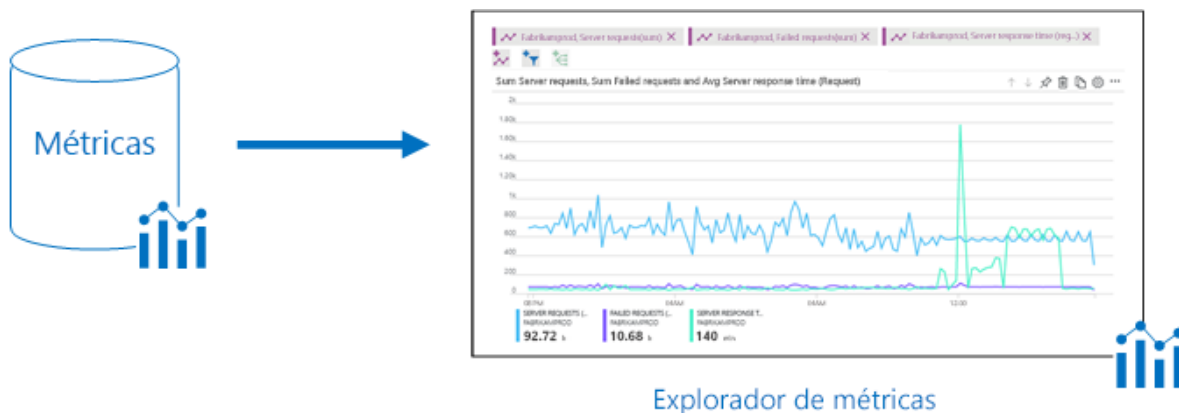 Métricas
Fabrikamprod, Server requests(sum) ✕
Fabrikamprod, Failed requests(sum) ✕
Fabrikamprod, Server response time (reg...) ✕
Sum Server requests, Sum Failed requests and Avg Server response time (Request)
2k
1.80k
1.60k
1.40k
1.20k
1k
800
600
400
200
0
06AM
12:00
SERVER REQUESTS (...
FABRIKAMPROD
92.72 k
FAILED REQUESTS (...
FABRIKAMPROD
10.68 k
SERVER RESPONSE T...
FABRIKAMPROD
140
Explorador de métricas